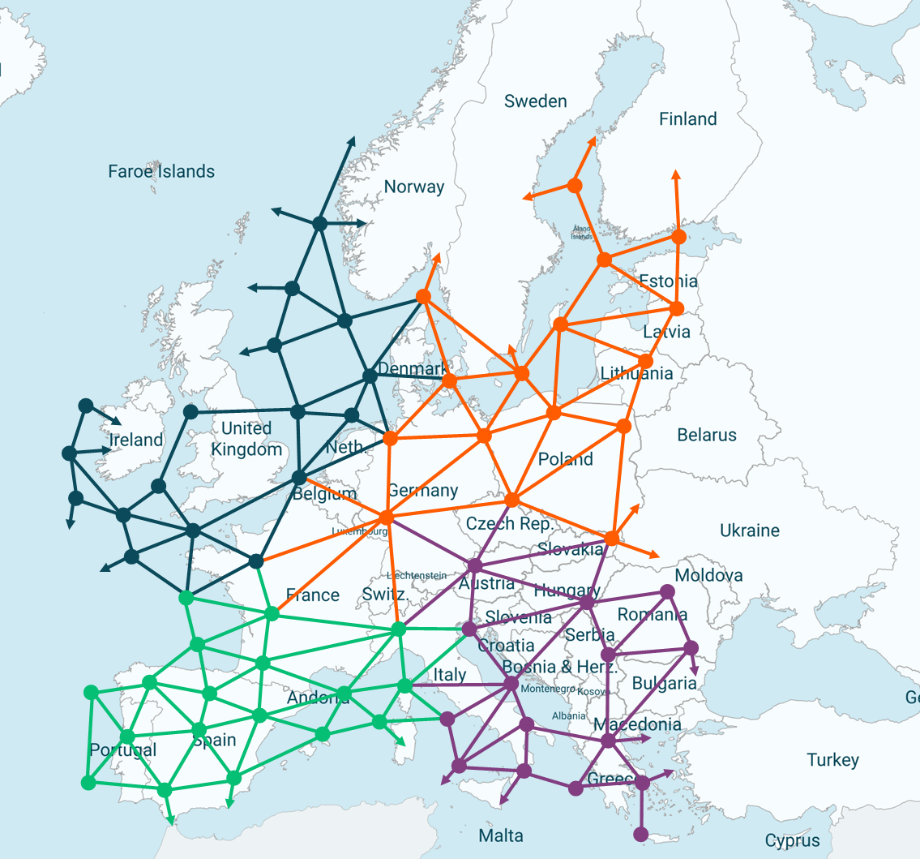 Sweden
Finland
Faroe Islands
Norway
Åland
Islands
Estonia
Latvia
Denmark
Lithuania
Ireland
United
Kingdom
Neth.
Belarus
Poland
Belgium
Germany
Czech Rep.
Ukraine
Luxembourg
Slovakia
Liechtenstein
Austria
Hungary
Moldova
France
Switz.
Slovenia
Romania
Croatia
Serbia
Bosnia & Herz.
Italy
Montenegro
Kosovo
Bulgaria
Andorra
Albania
Macedonia
Portugal
Spain
Turkey
Greece
Malta
Cyprus